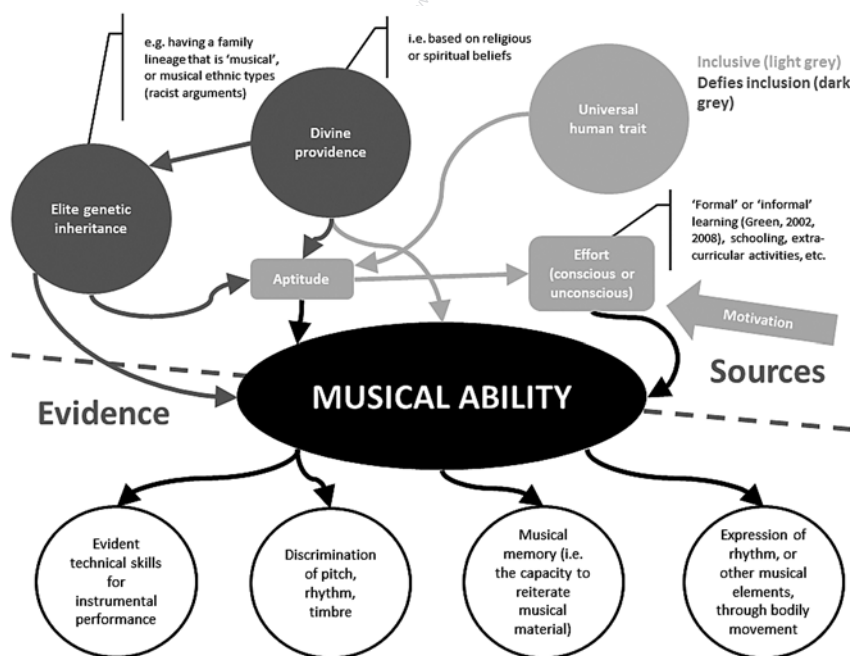 e.g. having a family
lineage that is ‘musical’,
or musical ethnic types
(racist arguments)
i.e. based on religious
or spiritual beliefs
Inclusive (light grey)
Defies inclusion (dark
grey)
Divine
providence
Universal
human trait
Elite genetic
inheritance
‘Formal’ or ‘informal’
learning (Green, 2002,
2008), schooling, extra-
curricular activities, etc.
Aptitude
Effort
(conscious or
unconscious)
Motivation
Sources
Evidence
MUSICAL ABILITY
Evident
technical skills
for
instrumental
performance
Discrimination
of pitch,
rhythm,
timbre
Musical
memory (i.e.
the capacity to
reiterate
musical
material)
Expression of
rhythm, or
other musical
elements,
through bodily
movement